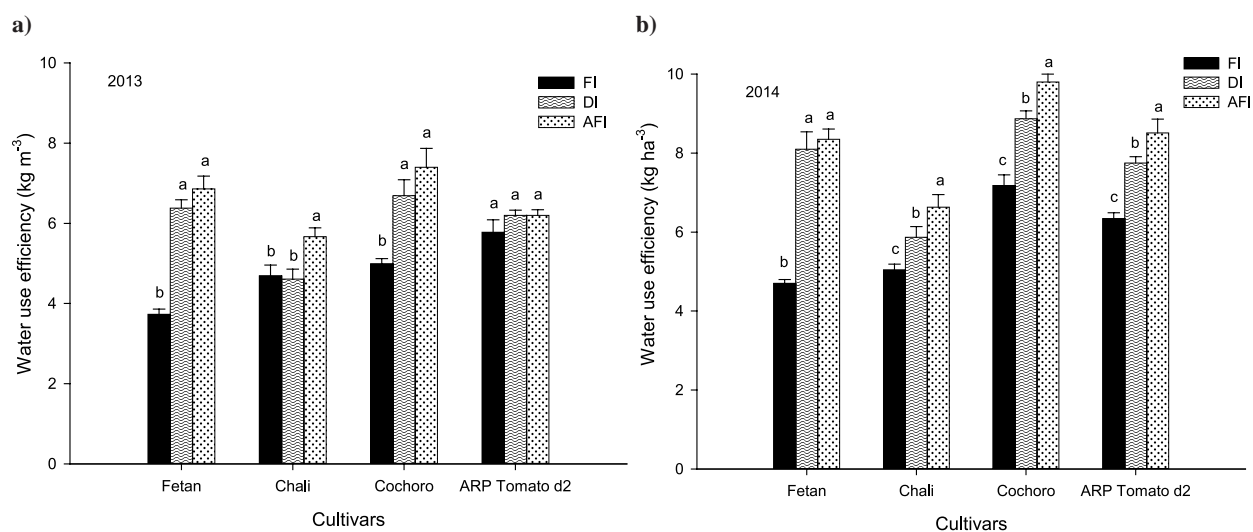 a)
2013
FI
DI
AFI
Water use efficiency (kg m⁻³)
10
8
6
4
2
0
b a a
b b a
b a a
a a a
Fetan Chali Cochoro ARP Tomato d2
Cultivars
b)
2014
FI
DI
AFI
Water use efficiency (kg ha⁻³)
10
8
6
4
2
0
b a a
c b a
c b a
c b a
Fetan Chali Cochoro ARP Tomato d2
Cultivars